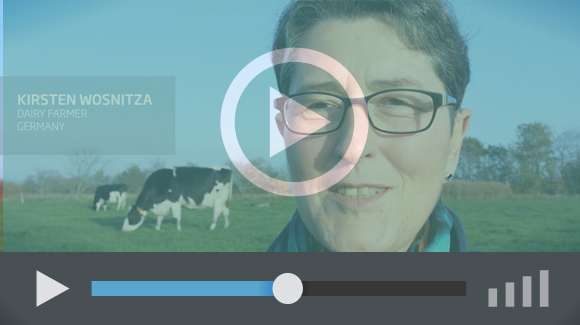 KIRSTEN WOSNITZA
DAIRY FARMER
GERMANY